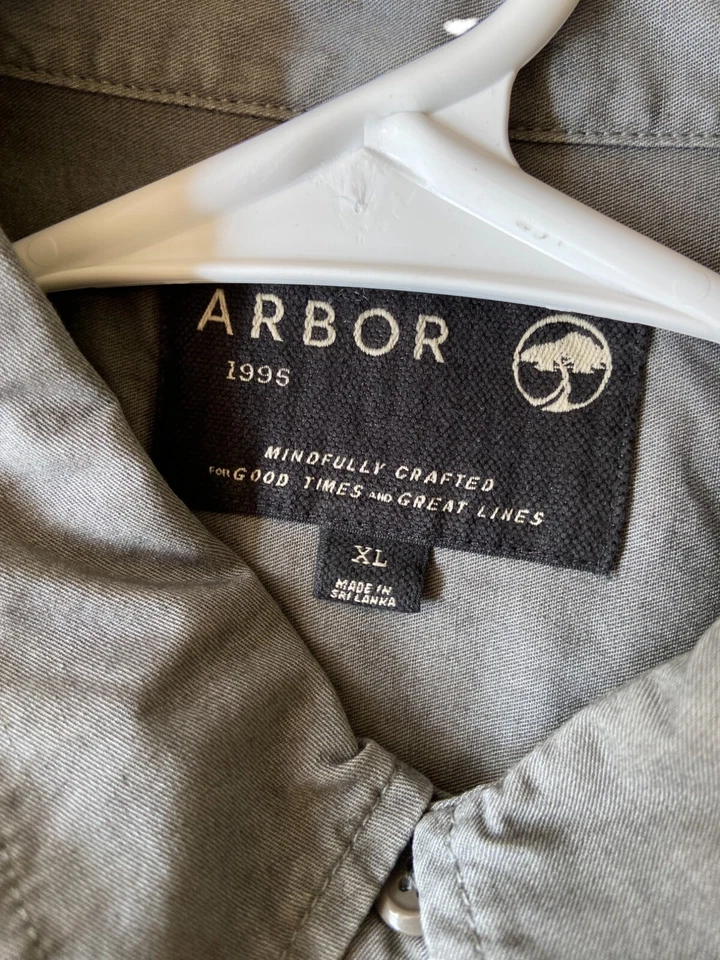 ARBOR
1995
MINDFULLY CRAFTED
FOR GOOD TIMES AND GREAT LINES
XL
MADE IN
SRI LANKA